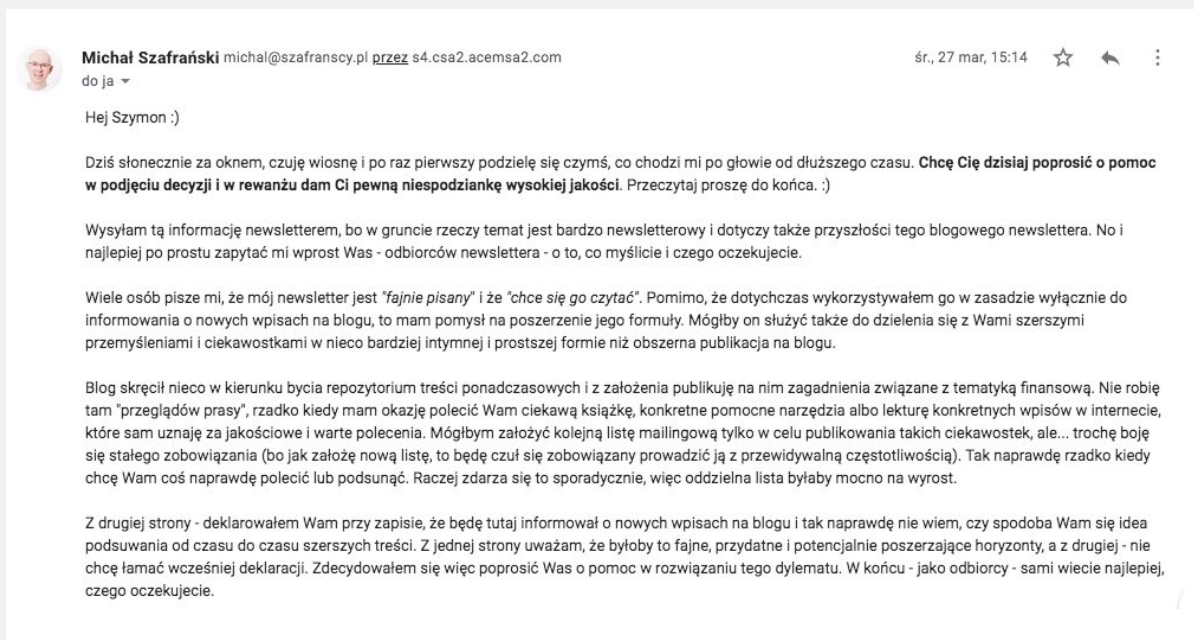 Michał Szafrański michal@szafranscy.pl przez s4.csa2.acemsa2.com
śr., 27 mar, 15:14
do ja
Hej Szymon :)
Dziś słonecznie za oknem, czuję wiosnę i po raz pierwszy podzielę się czymś, co chodzi mi po głowie od dłuższego czasu. Chcę Cię dzisiaj poprosić o pomoc
w podjęciu decyzji i w rewanżu dam Ci pewną niespodziankę wysokiej jakości. Przeczytaj proszę do końca. :)
Wysyłam tą informację newsletterem, bo w gruncie rzeczy temat jest bardzo newsletterowy i dotyczy także przyszłości tego blogowego newslettera. No i
najlepiej po prostu zapytać mi wprost Was - odbiorców newslettera - o to, co myślicie i czego oczekujecie.
Wiele osób pisze mi, że mój newsletter jest "fajnie pisany" i że "chce się go czytać". Pomimo, że dotychczas wykorzystywałem go w zasadzie wyłącznie do
informowania o nowych wpisach na blogu, to mam pomysł na poszerzenie jego formuły. Mógłby on służyć także do dzielenia się z Wami szerszymi
przemyśleniami i ciekawostkami w nieco bardziej intymnej i prostszej formie niż obszerna publikacja na blogu.
Blog skręcił nieco w kierunku bycia repozytorium treści ponadczasowych i z założenia publikuję na nim zagadnienia związane z tematyką finansową. Nie robię
tam "przeglądów prasy", rzadko kiedy mam okazję polecić Wam ciekawą książkę, konkretne pomocne narzędzia albo lekturę konkretnych wpisów w internecie,
które sam uznaję za jakościowe i warte polecenia. Mógłbym założyć kolejną listę mailingową tylko w celu publikowania takich ciekawostek, ale... trochę boję
się stałego zobowiązania (bo jak założę nową listę, to będę czuł się zobowiązany prowadzić ją z przewidywalną częstotliwością). Tak naprawdę rzadko kiedy
chcę Wam coś naprawdę polecić lub podsunąć. Raczej zdarza się to sporadycznie, więc oddzielna lista byłaby mocno na wyrost.
Z drugiej strony - deklarowałem Wam przy zapisie, że będę tutaj informował o nowych wpisach na blogu i tak naprawdę nie wiem, czy spodoba Wam się idea
podsuwania od czasu do czasu szerszych treści. Z jednej strony uważam, że byłoby to fajne, przydatne i potencjalnie poszerzające horyzonty, a z drugiej - nie
chcę łamać wcześniej deklaracji. Zdecydowałem się więc poprosić Was o pomoc w rozwiązaniu tego dylematu. W końcu - jako odbiorcy - sami wiecie najlepiej,
czego oczekujecie.